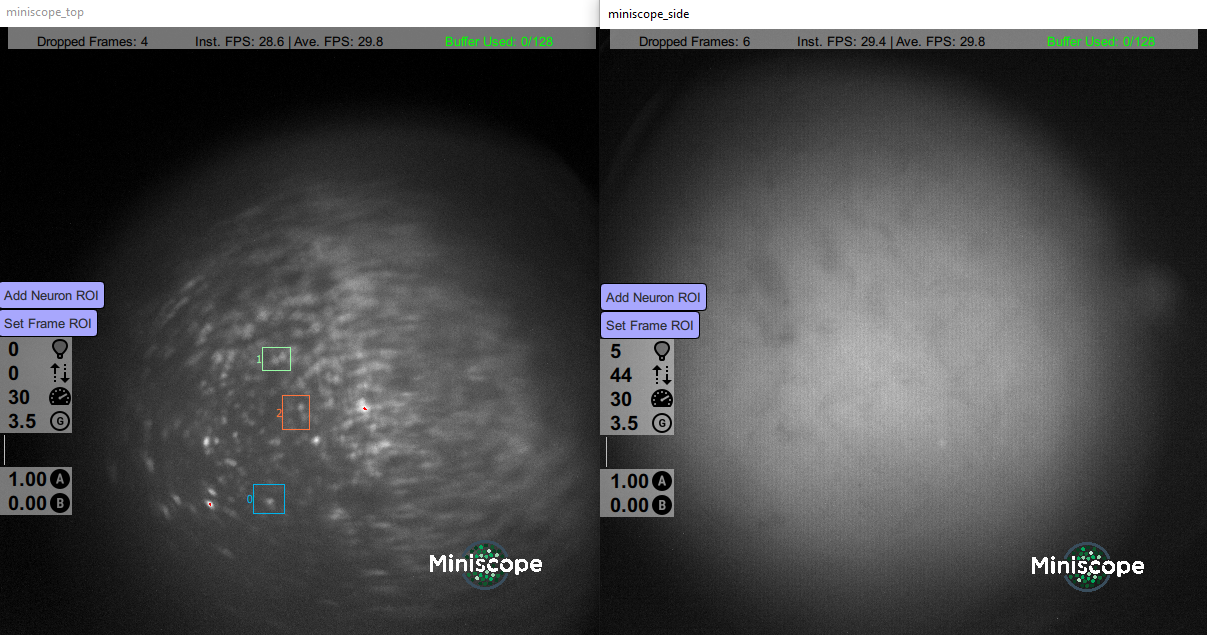 miniscope_top
Dropped Frames: 4 Inst. FPS: 28.6 | Ave. FPS: 29.8 Buffer Used: 0/128
Add Neuron ROI
Set Frame ROI
0
0
30
3.5 G
1.00 A
0.00 B
1
2
0
Miniscope
miniscope_side
Dropped Frames: 6 Inst. FPS: 29.4 | Ave. FPS: 29.8 Buffer Used: 0/128
Add Neuron ROI
Set Frame ROI
5
44
30
3.5 G
1.00 A
0.00 B
Miniscope